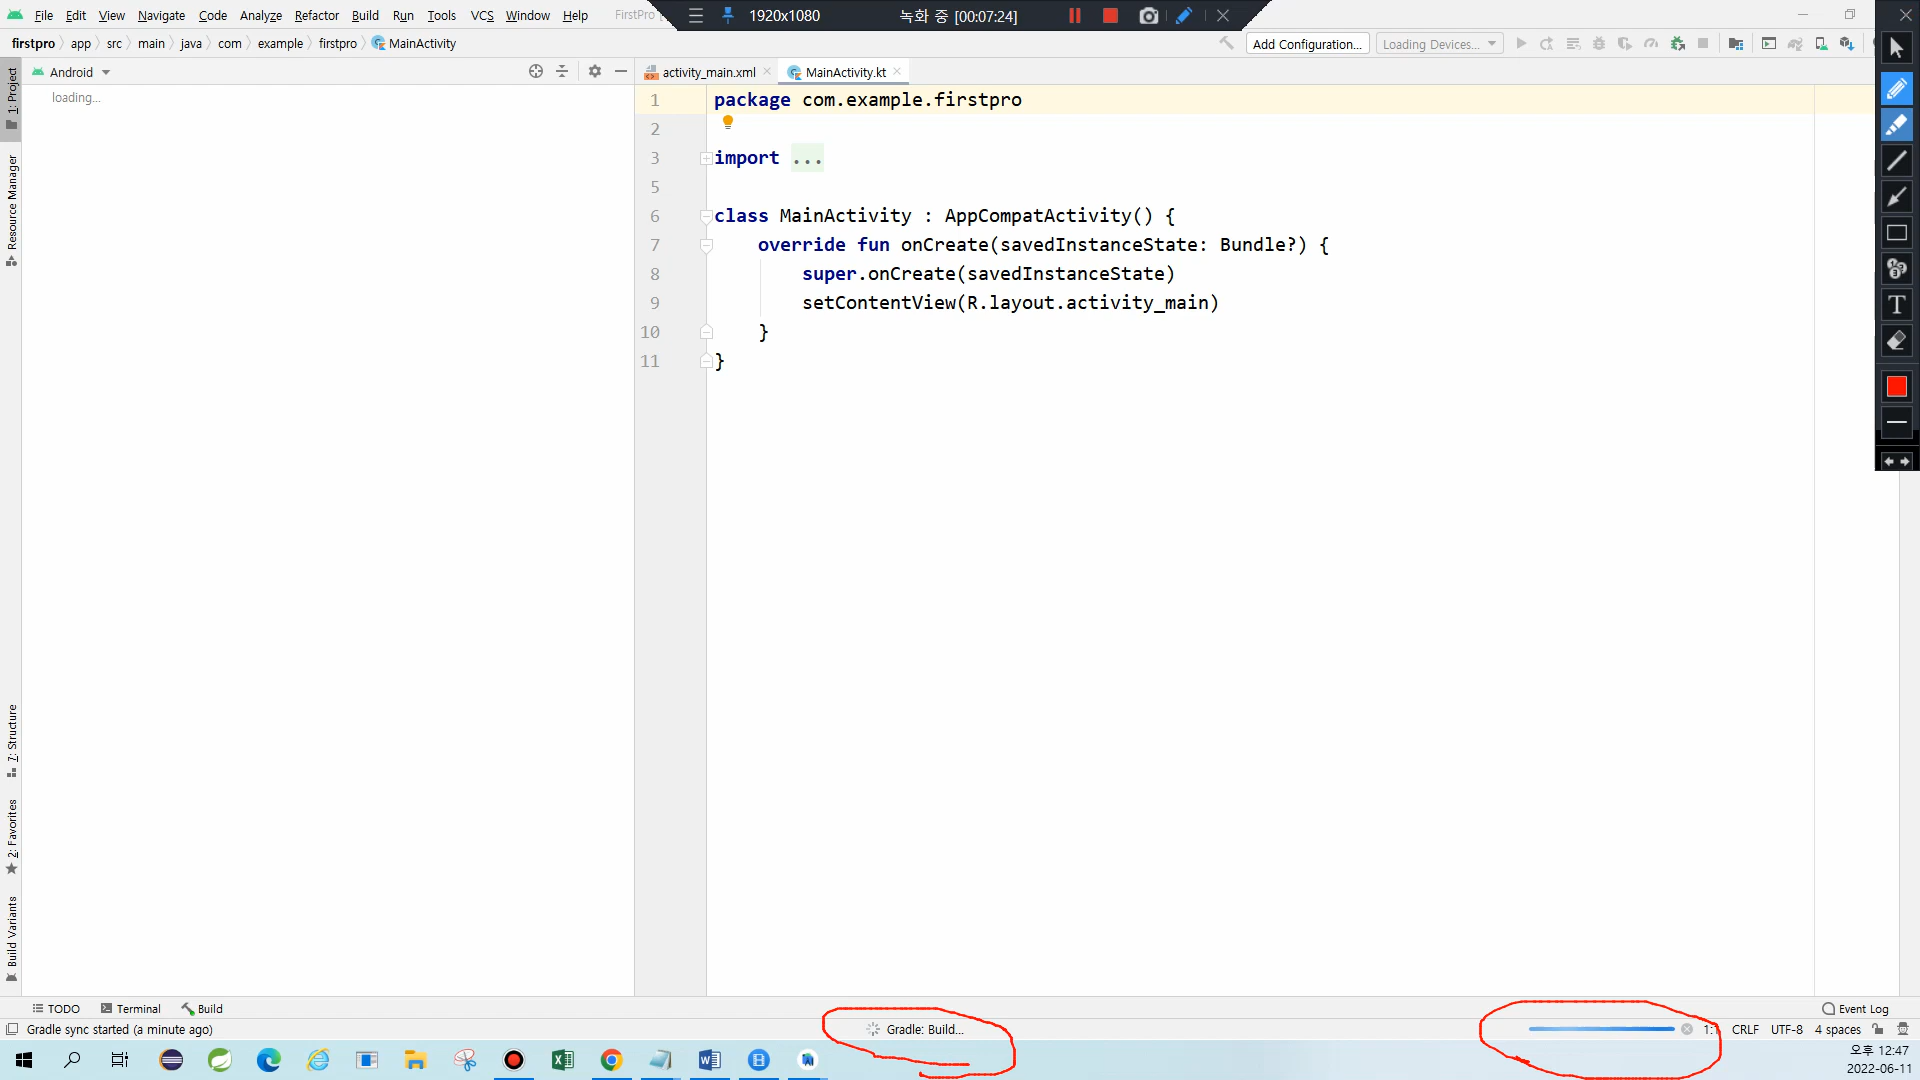 File Edit View Navigate Code Analyze Refactor Build Run Tools VCS Window Help FirstPro
1920x1080 녹화 중 [00:07:24]
firstpro app src main java com example firstpro MainActivity
Add Configuration... Loading Devices...
Android
activity_main.xml MainActivity.kt
loading...
1: Project
Resource Manager
7: Structure
2: Favorites
Build Variants
1 package com.example.firstpro
2
3 import ...
5
6 class MainActivity : AppCompatActivity() {
7 override fun onCreate(savedInstanceState: Bundle?) {
8 super.onCreate(savedInstanceState)
9 setContentView(R.layout.activity_main)
10 }
11 }
T
TODO Terminal Build Event Log
Gradle sync started (a minute ago) Gradle: Build... CRLF UTF-8 4 spaces
오후 12:47
2022-06-11